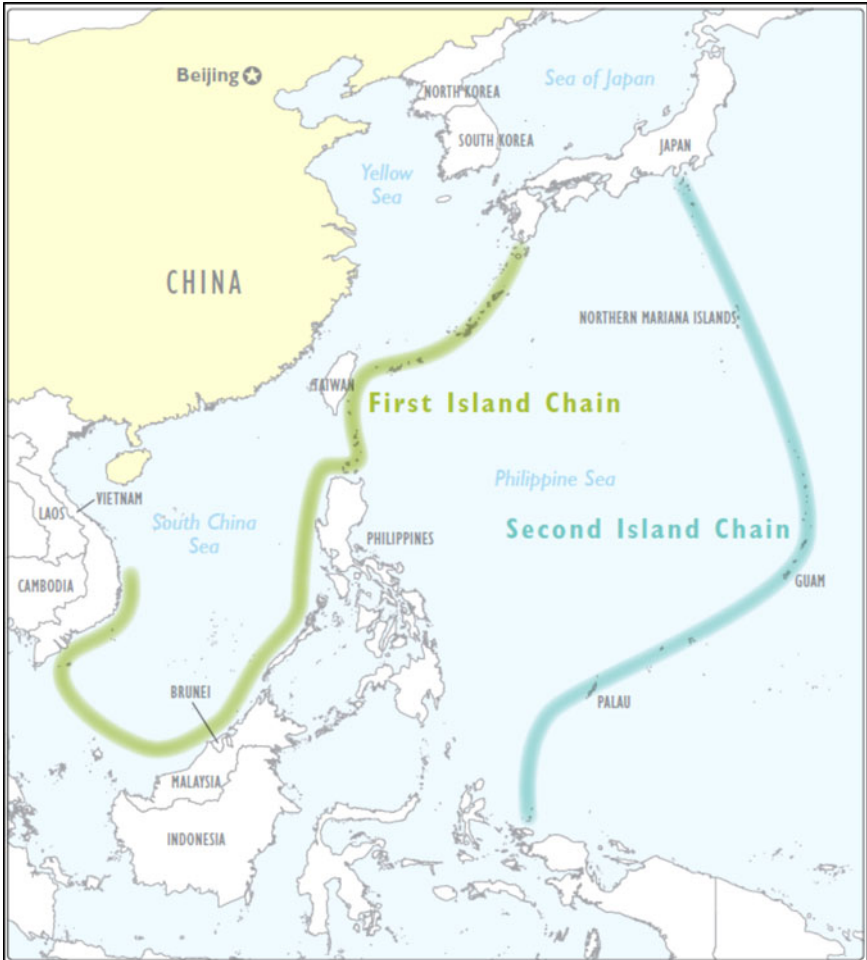 Beijing
Sea of Japan
NORTH KOREA
SOUTH KOREA
JAPAN
Yellow
Sea
CHINA
NORTHERN MARIANA ISLANDS
TAIWAN
First Island Chain
Philippine Sea
VIETNAM
LAOS
South China
Sea
Second Island Chain
PHILIPPINES
CAMBODIA
GUAM
BRUNEI
PALAU
MALAYSIA
INDONESIA